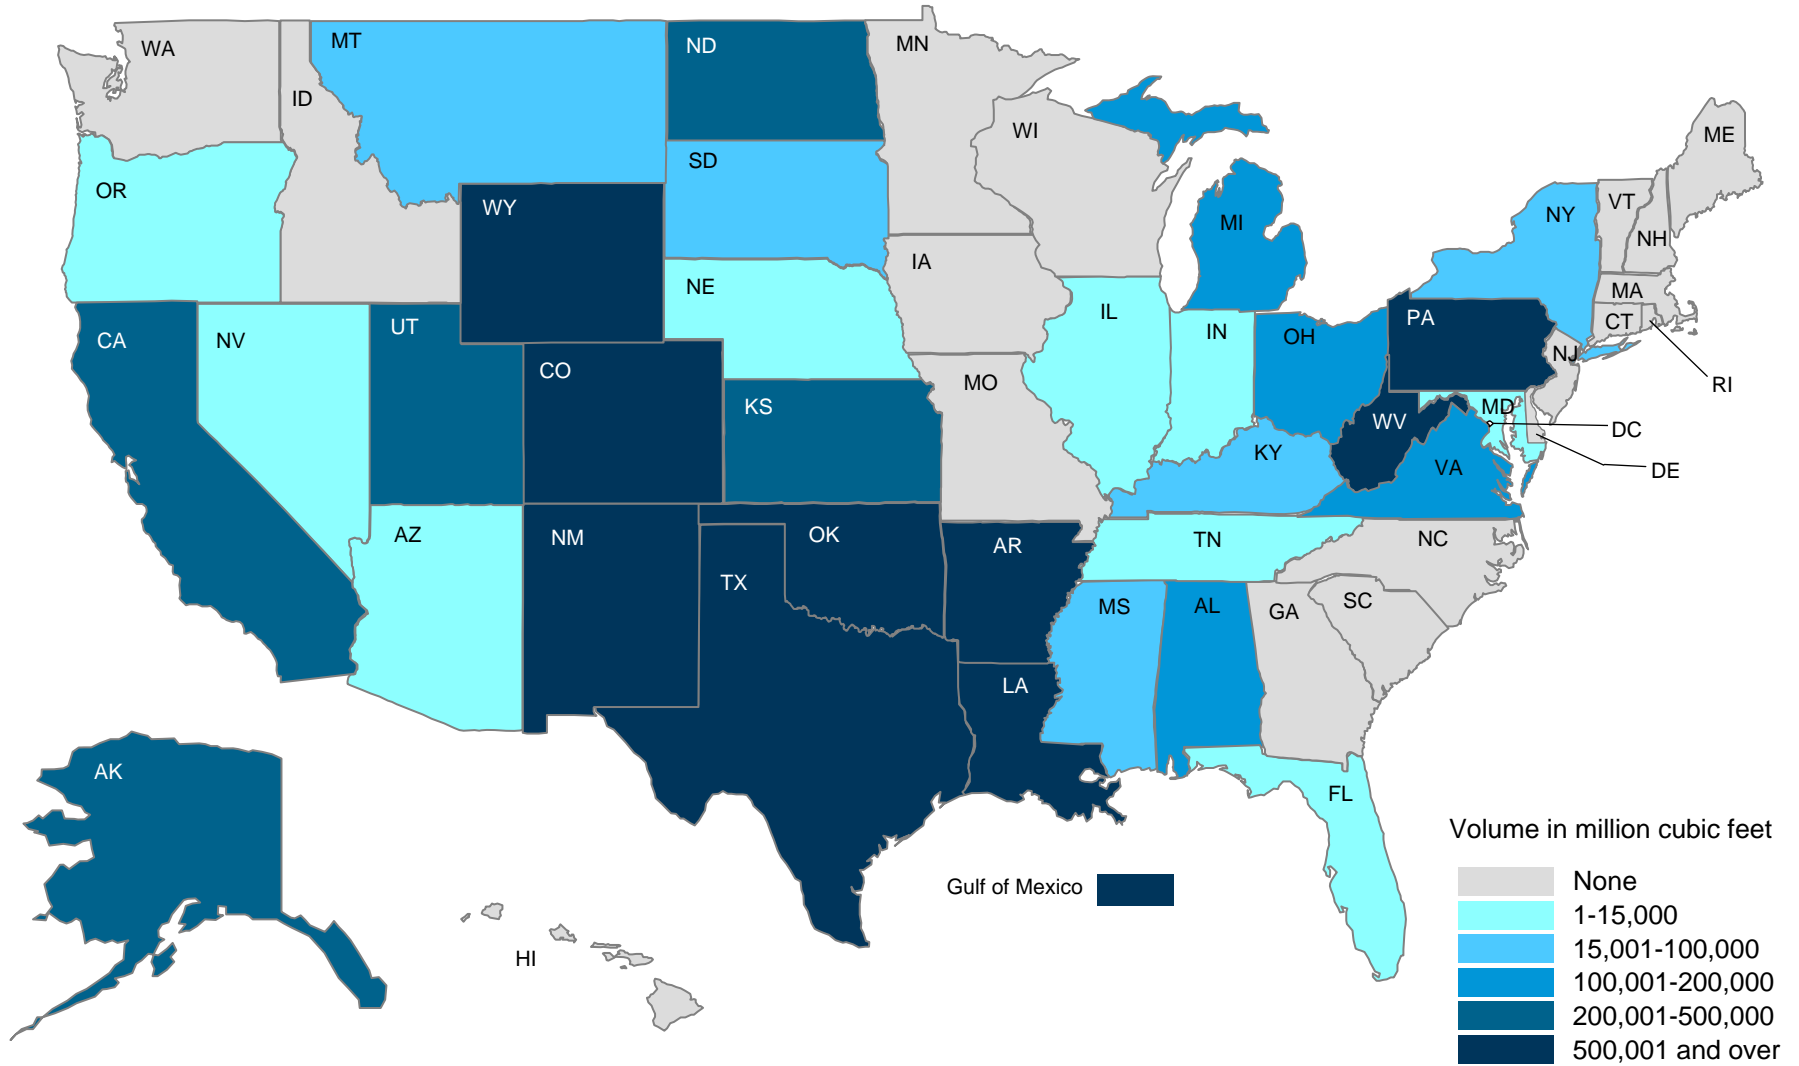 WA
MT
ND
MN
ID
WI
ME
SD
OR
WY
NY
VT
MI
NH
IA
NE
MA
IL
PA
CT
CA
NV
UT
IN
OH
NJ
CO
MO
RI
KS
MD
WV
DC
KY
VA
DE
AZ
NM
OK
AR
TN
NC
TX
MS
AL
GA
SC
LA
AK
FL
Volume in million cubic feet
Gulf of Mexico
None
1-15,000
15,001-100,000
HI
100,001-200,000
200,001-500,000
500,001 and over